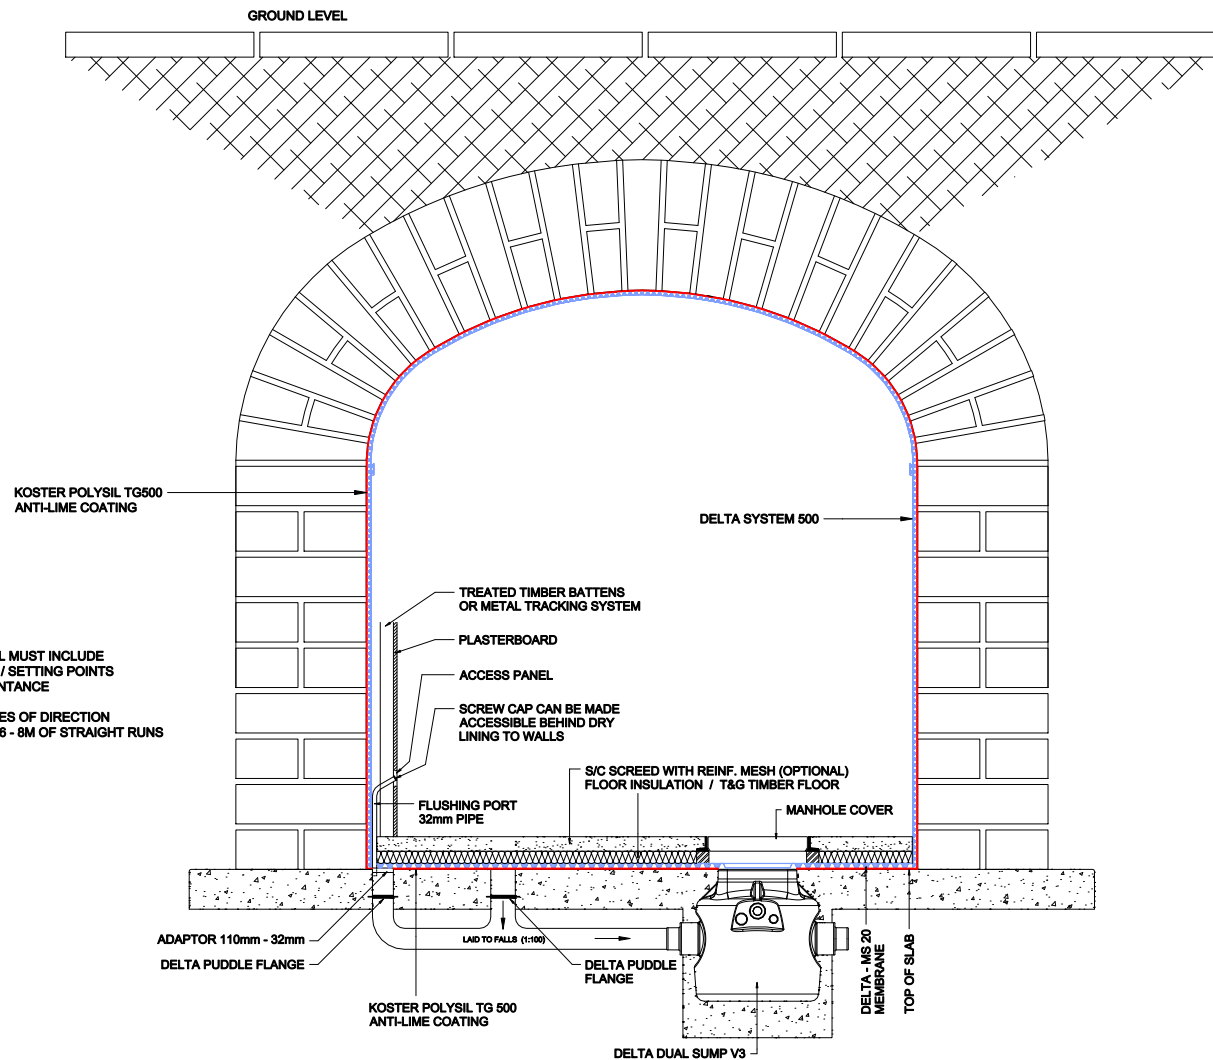 GROUND LEVEL
KOSTER POLYSIL TG500
ANTI-LIME COATING
DELTA SYSTEM 500
TREATED TIMBER BATTENS
OR METAL TRACKING SYSTEM
PLASTERBOARD
L MUST INCLUDE
/ SETTING POINTS
NTANCE
ACCESS PANEL
ES OF DIRECTION
6 - 8M OF STRAIGHT RUNS
SCREW CAP CAN BE MADE
ACCESSIBLE BEHIND DRY
LINING TO WALLS
S/C SCREED WITH REINF. MESH (OPTIONAL)
FLOOR INSULATION / T&G TIMBER FLOOR
FLUSHING PORT
32mm PIPE
MANHOLE COVER
ADAPTOR 110mm - 32mm
LAID TO FALLS (1:100)
DELTA PUDDLE FLANGE
DELTA PUDDLE
FLANGE
DELTA - MS 20
MEMBRANE
TOP OF SLAB
KOSTER POLYSIL TG 500
ANTI-LIME COATING
DELTA DUAL SUMP V3